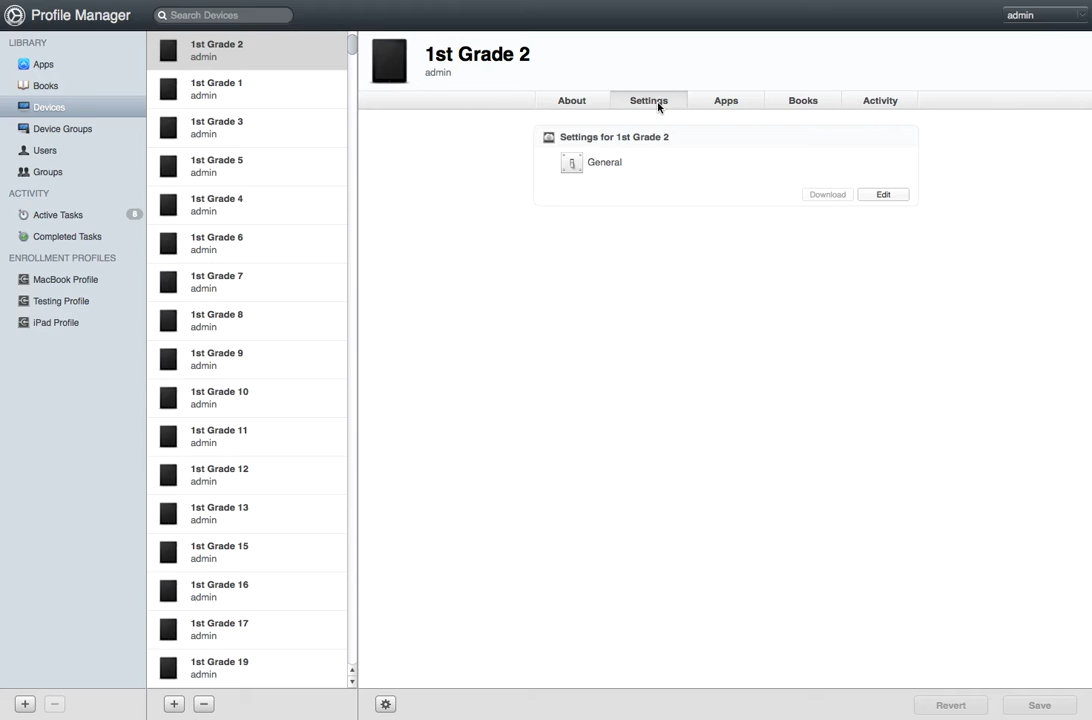 Profile Manager
Search Devices
admin
LIBRARY
Apps
Books
Devices
Device Groups
Users
Groups
ACTIVITY
Active Tasks
8
Completed Tasks
ENROLLMENT PROFILES
MacBook Profile
Testing Profile
iPad Profile
1st Grade 2
admin
1st Grade 1
admin
1st Grade 3
admin
1st Grade 5
admin
1st Grade 4
admin
1st Grade 6
admin
1st Grade 7
admin
1st Grade 8
admin
1st Grade 9
admin
1st Grade 10
admin
1st Grade 11
admin
1st Grade 12
admin
1st Grade 13
admin
1st Grade 15
admin
1st Grade 16
admin
1st Grade 17
admin
1st Grade 19
admin
1st Grade 2
admin
About Settings Apps Books Activity
Settings for 1st Grade 2
General
Download Edit
Revert Save